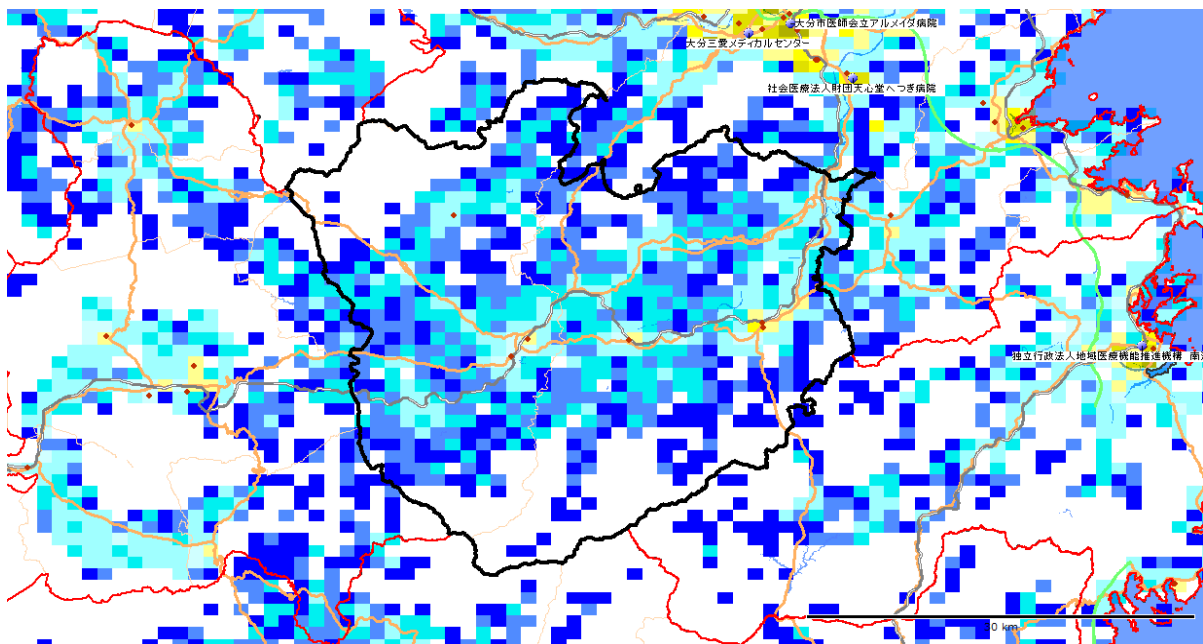 大分市医師会立アルメイダ病院
大分三愛メディカルセンター
社会医療法人財団天心堂へつぎ病院
独立行政法人地域医療機能推進機構 南